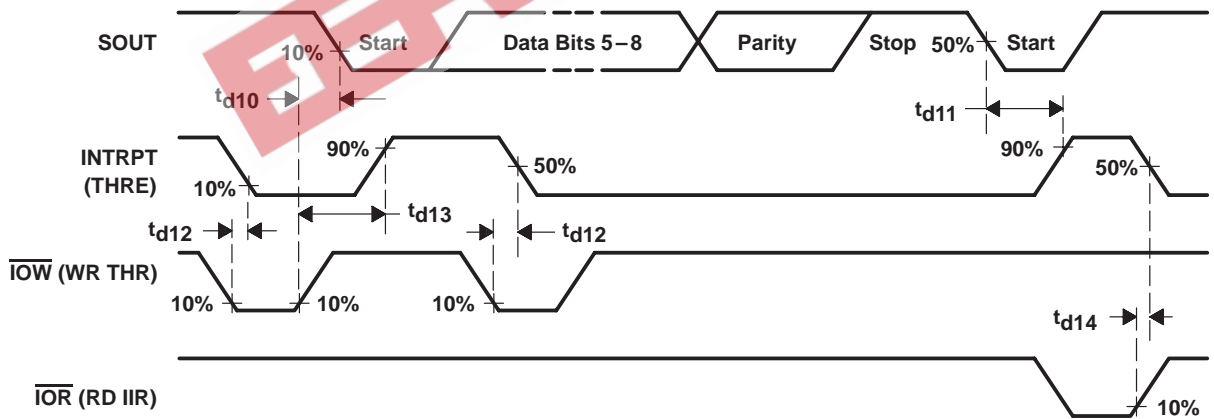 SOUT
10%
Start
Data Bits 5–8
Parity
Stop
50%
Start
td10
td11
INTRPT
(THRE)
10%
90%
50%
90%
50%
td12
td13
td12
IOW (WR THR)
10%
10%
10%
td14
IOR (RD IIR)
10%